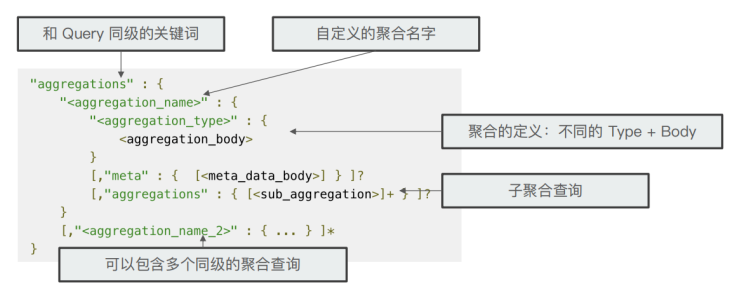 和 Query 同级的关键词
自定义的聚合名字
"aggregations" : {
"<aggregation_name>" : {
"<aggregation_type>" : {
<aggregation_body>
聚合的定义：不同的 Type + Body
}
[,"meta" : {  [<meta_data_body>] } ]?
[,"aggregations" : { [<sub_aggregation>]+ } ]?
子聚合查询
}
[,"<aggregation_name_2>" : { ... } ]*
}
可以包含多个同级的聚合查询